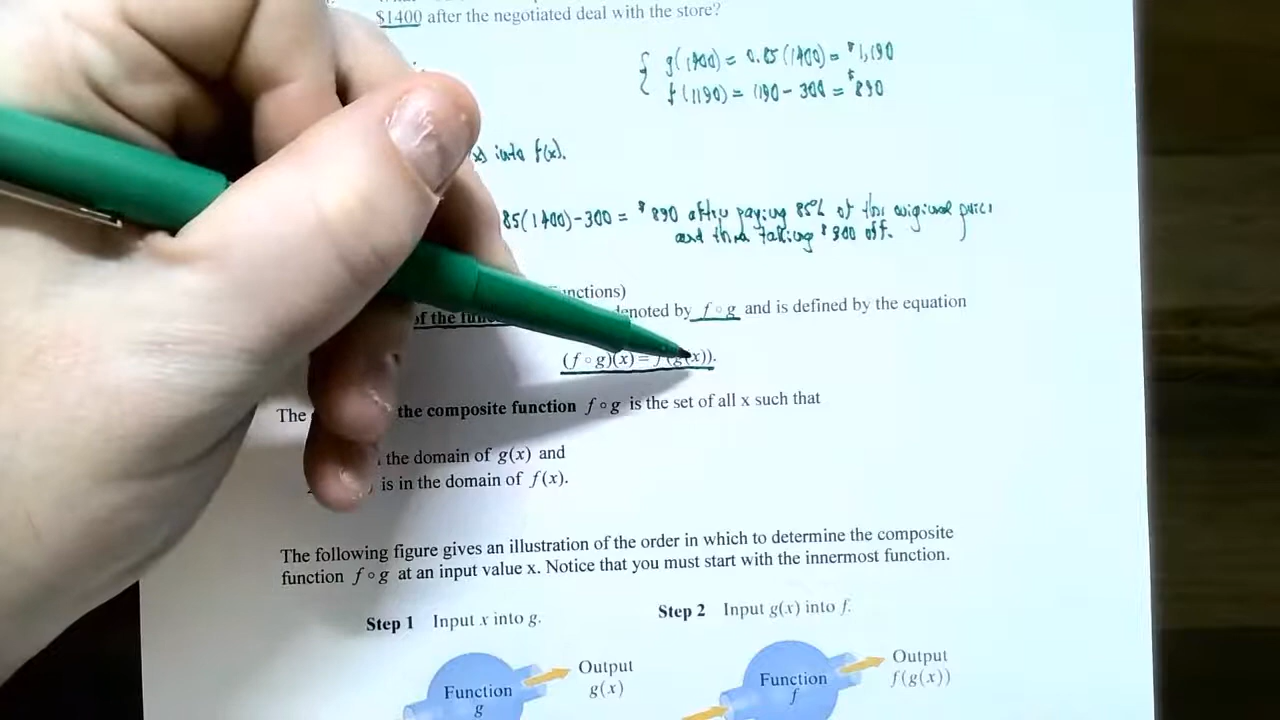 $1400 after the negotiated deal with the store?
{ g(1400) = 0.85(1400) = $1,190
f(1190) = 1190 - 300 = $890
into f(x).
85(1400)-300 = $890 after paying 85% of the original price
and then taking $300 off.
nctions)
denoted by f∘g and is defined by the equation
of the func
(f∘g)(x) = f(g(x)).
The the composite function f∘g is the set of all x such that
the domain of g(x) and
is in the domain of f(x).
The following figure gives an illustration of the order in which to determine the composite
function f∘g at an input value x. Notice that you must start with the innermost function.
Step 1 Input x into g.
Step 2 Input g(x) into f.
Function
g
Output
g(x)
Function
f
Output
f(g(x))